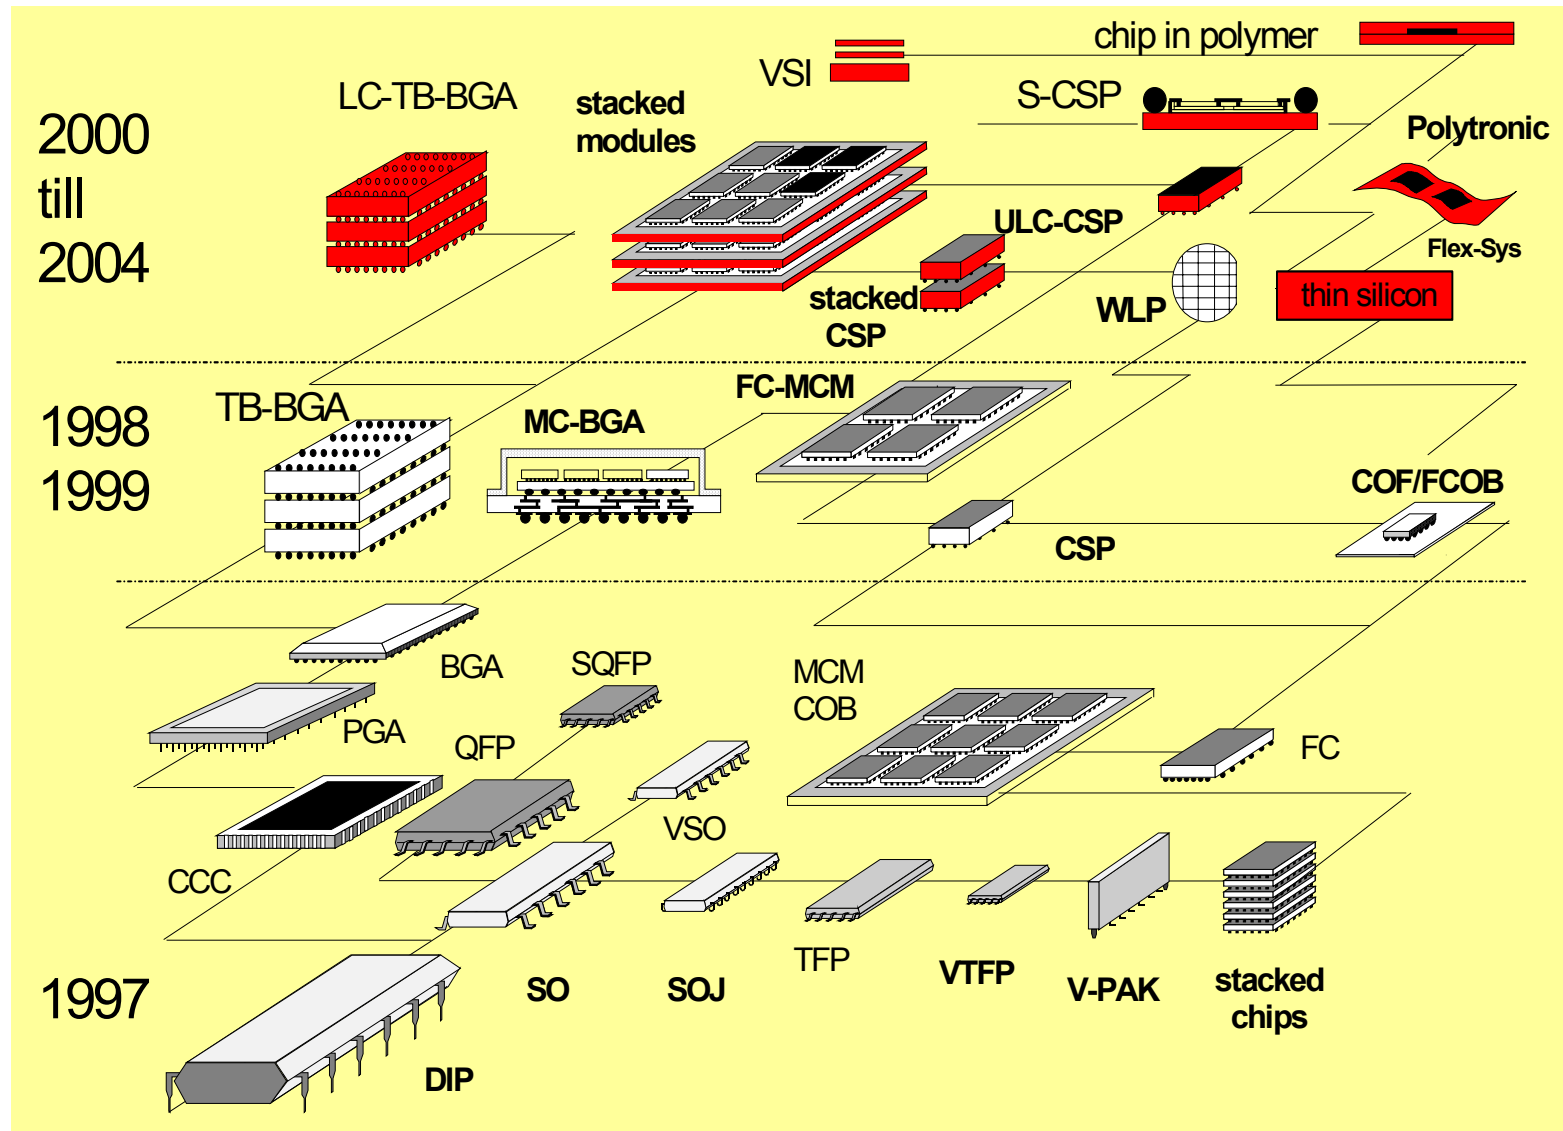 chip in polymer
VSI
LC-TB-BGA
stacked
modules
S-CSP
2000
till
2004
Polytronic
ULC-CSP
Flex-Sys
stacked
CSP
WLP
thin silicon
FC-MCM
TB-BGA
MC-BGA
1998
1999
COF/FCOB
CSP
BGA
SQFP
MCM
COB
PGA
QFP
FC
VSO
CCC
TFP
VTFP
SO
SOJ
V-PAK
stacked
chips
1997
DIP